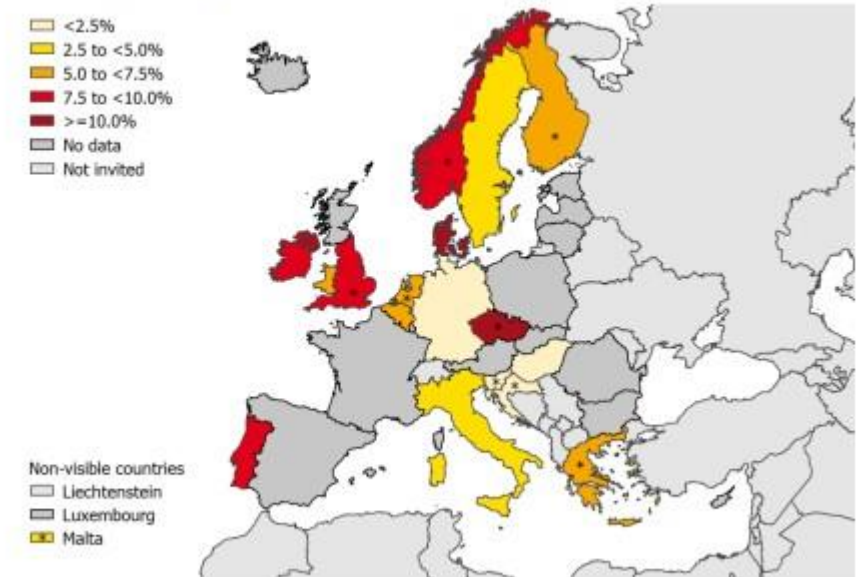 <2.5%
2.5 to <5.0%
5.0 to <7.5%
7.5 to <10.0%
>=10.0%
No data
Not invited
Non-visible countries
Liechtenstein
Luxembourg
Malta